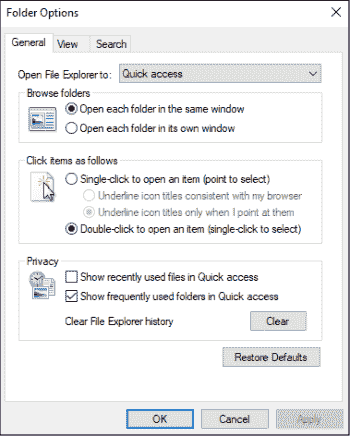 Folder Options
General View Search
Open File Explorer to: Quick access
Browse folders
Open each folder in the same window
Open each folder in its own window
Click items as follows
Single-click to open an item (point to select)
Underline icon titles consistent with my browser
Underline icon titles only when I point at them
Double-click to open an item (single-click to select)
Privacy
Show recently used files in Quick access
Show frequently used folders in Quick access
Clear File Explorer history Clear
Restore Defaults
OK Cancel Apply